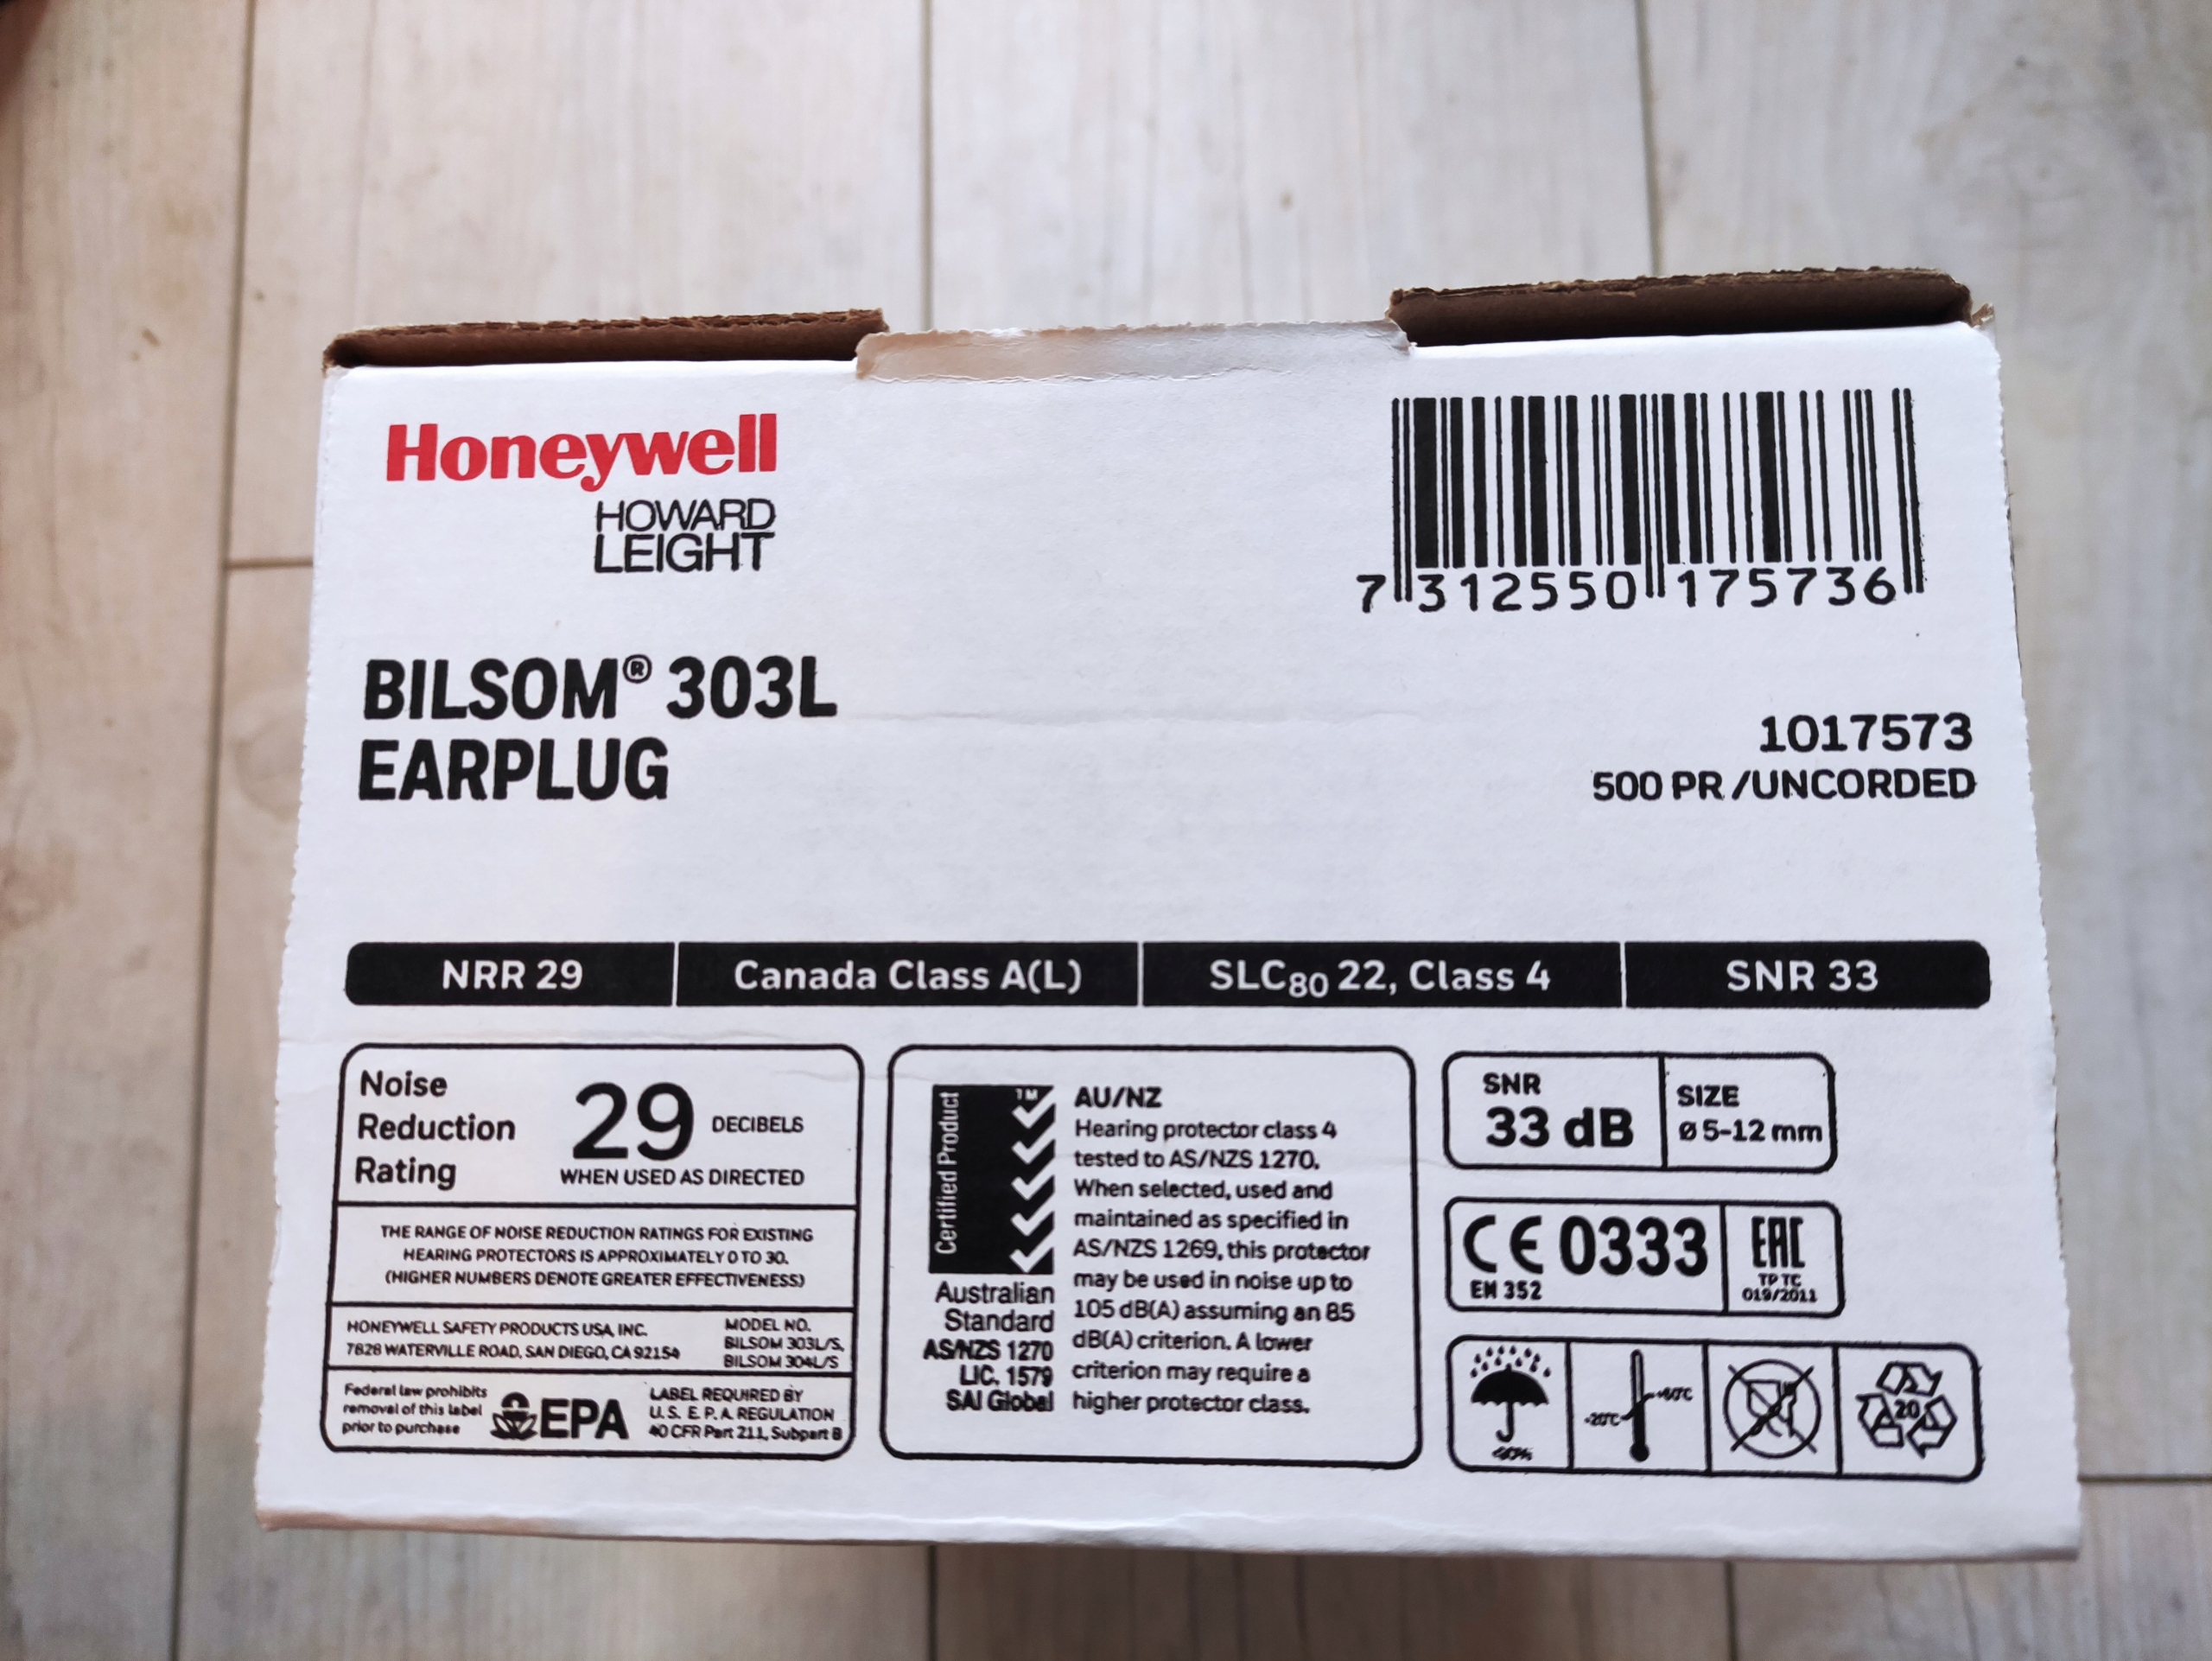 Honeywell
HOWARD
LEIGHT
7 312550 175736
BILSOM® 303L
EARPLUG
1017573
500 PR /UNCORDED
NRR 29
Canada Class A(L)
SLC80 22, Class 4
SNR 33
Noise
Reduction
Rating
29 DECIBELS
WHEN USED AS DIRECTED
THE RANGE OF NOISE REDUCTION RATINGS FOR EXISTING
HEARING PROTECTORS IS APPROXIMATELY 0 TO 30.
(HIGHER NUMBERS DENOTE GREATER EFFECTIVENESS)
HONEYWELL SAFETY PRODUCTS USA, INC.
7828 WATERVILLE ROAD, SAN DIEGO, CA 92154
MODEL NO.
BILSOM 303L/S,
BILSOM 304L/S
Federal law prohibits
removal of this label
prior to purchase
EPA
LABEL REQUIRED BY
U.S. E.P.A. REGULATION
40 CFR Part 211, Subpart B
Certified Product
TM
Australian
Standard
AS/NZS 1270
LIC. 1579
SAI Global
AU/NZ
Hearing protector class 4
tested to AS/NZS 1270.
When selected, used and
maintained as specified in
AS/NZS 1269, this protector
may be used in noise up to
105 dB(A) assuming an 85
dB(A) criterion. A lower
criterion may require a
higher protector class.
SNR
33 dB
SIZE
Ø 5-12 mm
CE 0333
EN 352
EAC
TP TC
019/2011
-20°C
20